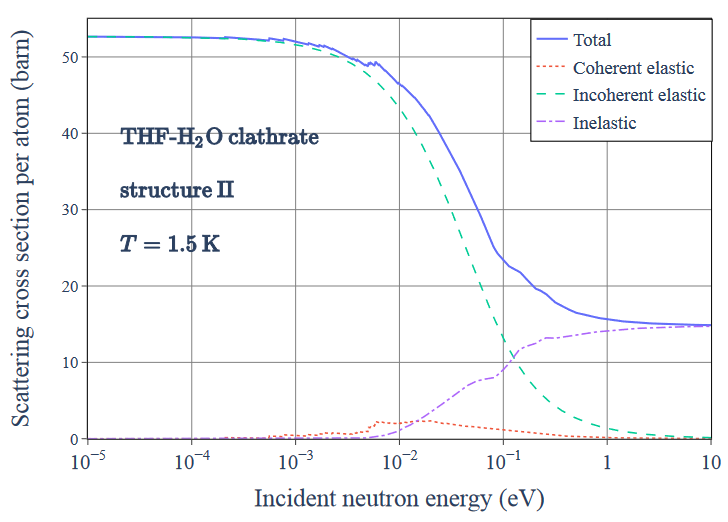 Scattering cross section per atom (barn)
50
40
30
20
10
0
THF-H₂O clathrate
structure II
T = 1.5 K
Total
Coherent elastic
Incoherent elastic
Inelastic
10⁻⁵ 10⁻⁴ 10⁻³ 10⁻² 10⁻¹ 1 10
Incident neutron energy (eV)